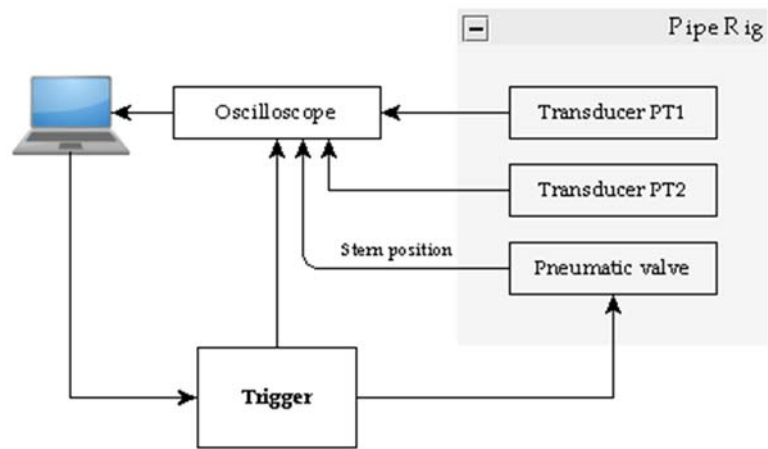 Pipe Rig
Oscilloscope
Transducer PT1
Transducer PT2
Stem position
Pneumatic valve
Trigger